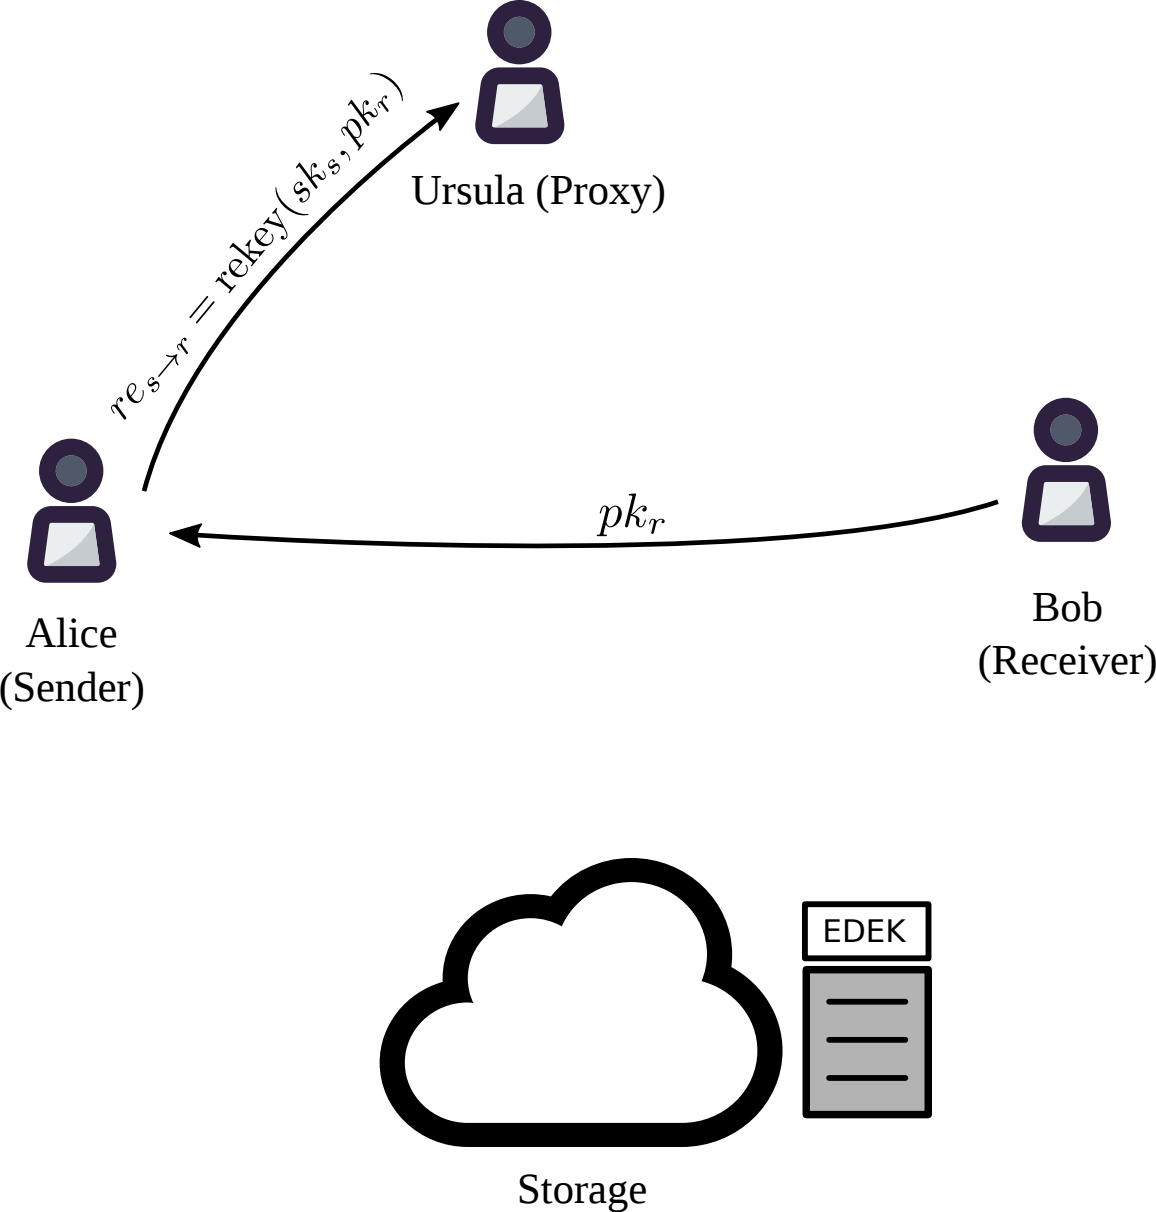 Ursula (Proxy)
re_{s→r} = rekey(sk_s, pk_r)
pk_r
Alice
(Sender)
Bob
(Receiver)
EDEK
Storage